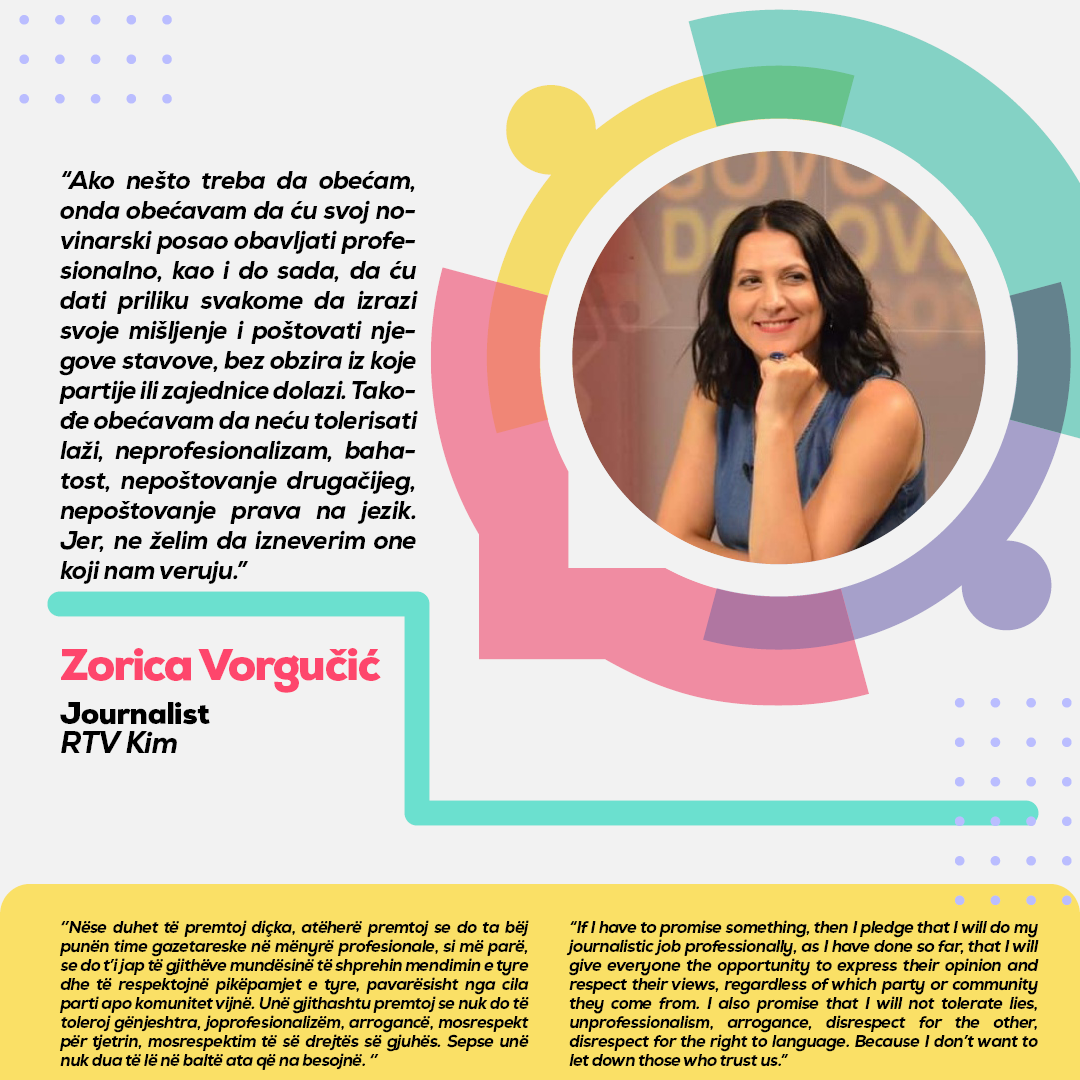 “Ako nešto treba da obećam,
onda obećavam da ću svoj no-
vinarski posao obavljati profe-
sionalno, kao i do sada, da ću
dati priliku svakome da izrazi
svoje mišljenje i poštovati nje-
gove stavove, bez obzira iz koje
partije ili zajednice dolazi. Tako-
đe obećavam da neću tolerisati
laži, neprofesionalizam, baha-
tost, nepoštovanje drugačijeg,
nepoštovanje prava na jezik.
Jer, ne želim da izneverim one
koji nam veruju.”
Zorica Vorgučić
Journalist
RTV Kim
‘’Nëse duhet të premtoj diçka, atëherë premtoj se do ta bëj
punën time gazetareske në mënyrë profesionale, si më parë,
se do t’i jap të gjithëve mundësinë të shprehin mendimin e tyre
dhe të respektojnë pikëpamjet e tyre, pavarësisht nga cila
parti apo komunitet vijnë. Unë gjithashtu premtoj se nuk do të
toleroj gënjeshtra, joprofesionalizëm, arrogancë, mosrespekt
për tjetrin, mosrespektim të së drejtës së gjuhës. Sepse unë
nuk dua të lë në baltë ata që na besojnë. ‘’
“If I have to promise something, then I pledge that I will do my
journalistic job professionally, as I have done so far, that I will
give everyone the opportunity to express their opinion and
respect their views, regardless of which party or community
they come from. I also promise that I will not tolerate lies,
unprofessionalism, arrogance, disrespect for the other,
disrespect for the right to language. Because I don’t want to
let down those who trust us.”